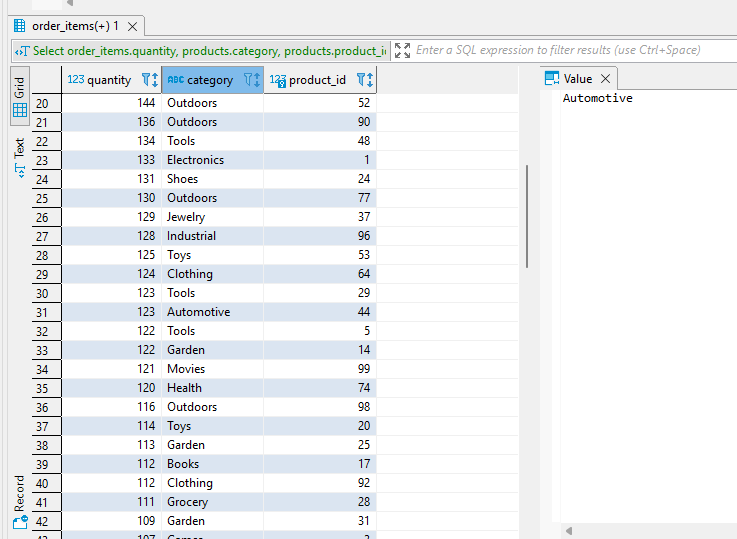 order_items(+) 1
Select order_items.quantity, products.category, products.product_i
Enter a SQL expression to filter results (use Ctrl+Space)
Grid
Text
Record
123 quantity ABC category 123 product_id
20 144 Outdoors 52
21 136 Outdoors 90
22 134 Tools 48
23 133 Electronics 1
24 131 Shoes 24
25 130 Outdoors 77
26 129 Jewelry 37
27 128 Industrial 96
28 125 Toys 53
29 124 Clothing 64
30 123 Tools 29
31 123 Automotive 44
32 122 Tools 5
33 122 Garden 14
34 121 Movies 99
35 120 Health 74
36 116 Outdoors 98
37 114 Toys 20
38 113 Garden 25
39 112 Books 17
40 112 Clothing 92
41 111 Grocery 28
42 109 Garden 31
Value
Automotive